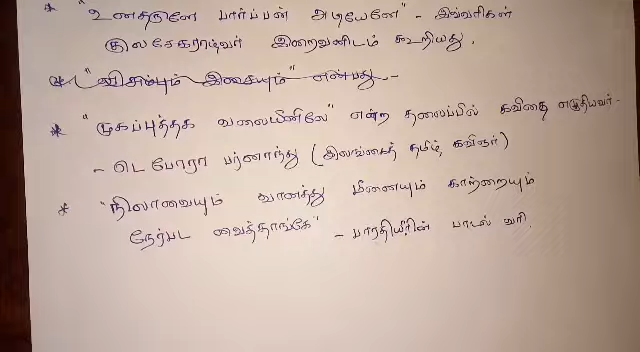 * "உனதருளே பார்ப்பன் அடியேனே" - இவ்வரிகள்
குலசேகராழ்வர் இறைவனிடம் கூறியது.
* "விசும்பும் இசையும்" என்பது -
* "முகப்புத்தக வலையினிலே" என்ற தலைப்பில் கவிதை எழுதியவர் -
- டெ போரா பர்னாந்து (இலங்கைத் தமிழ் கவிஞர்)
* "நிலாவையும் வானத்து மீனையும் காற்றையும்
நேர்பட வைத்தாங்கே" - பாரதியீரின் பாடல் வரி.